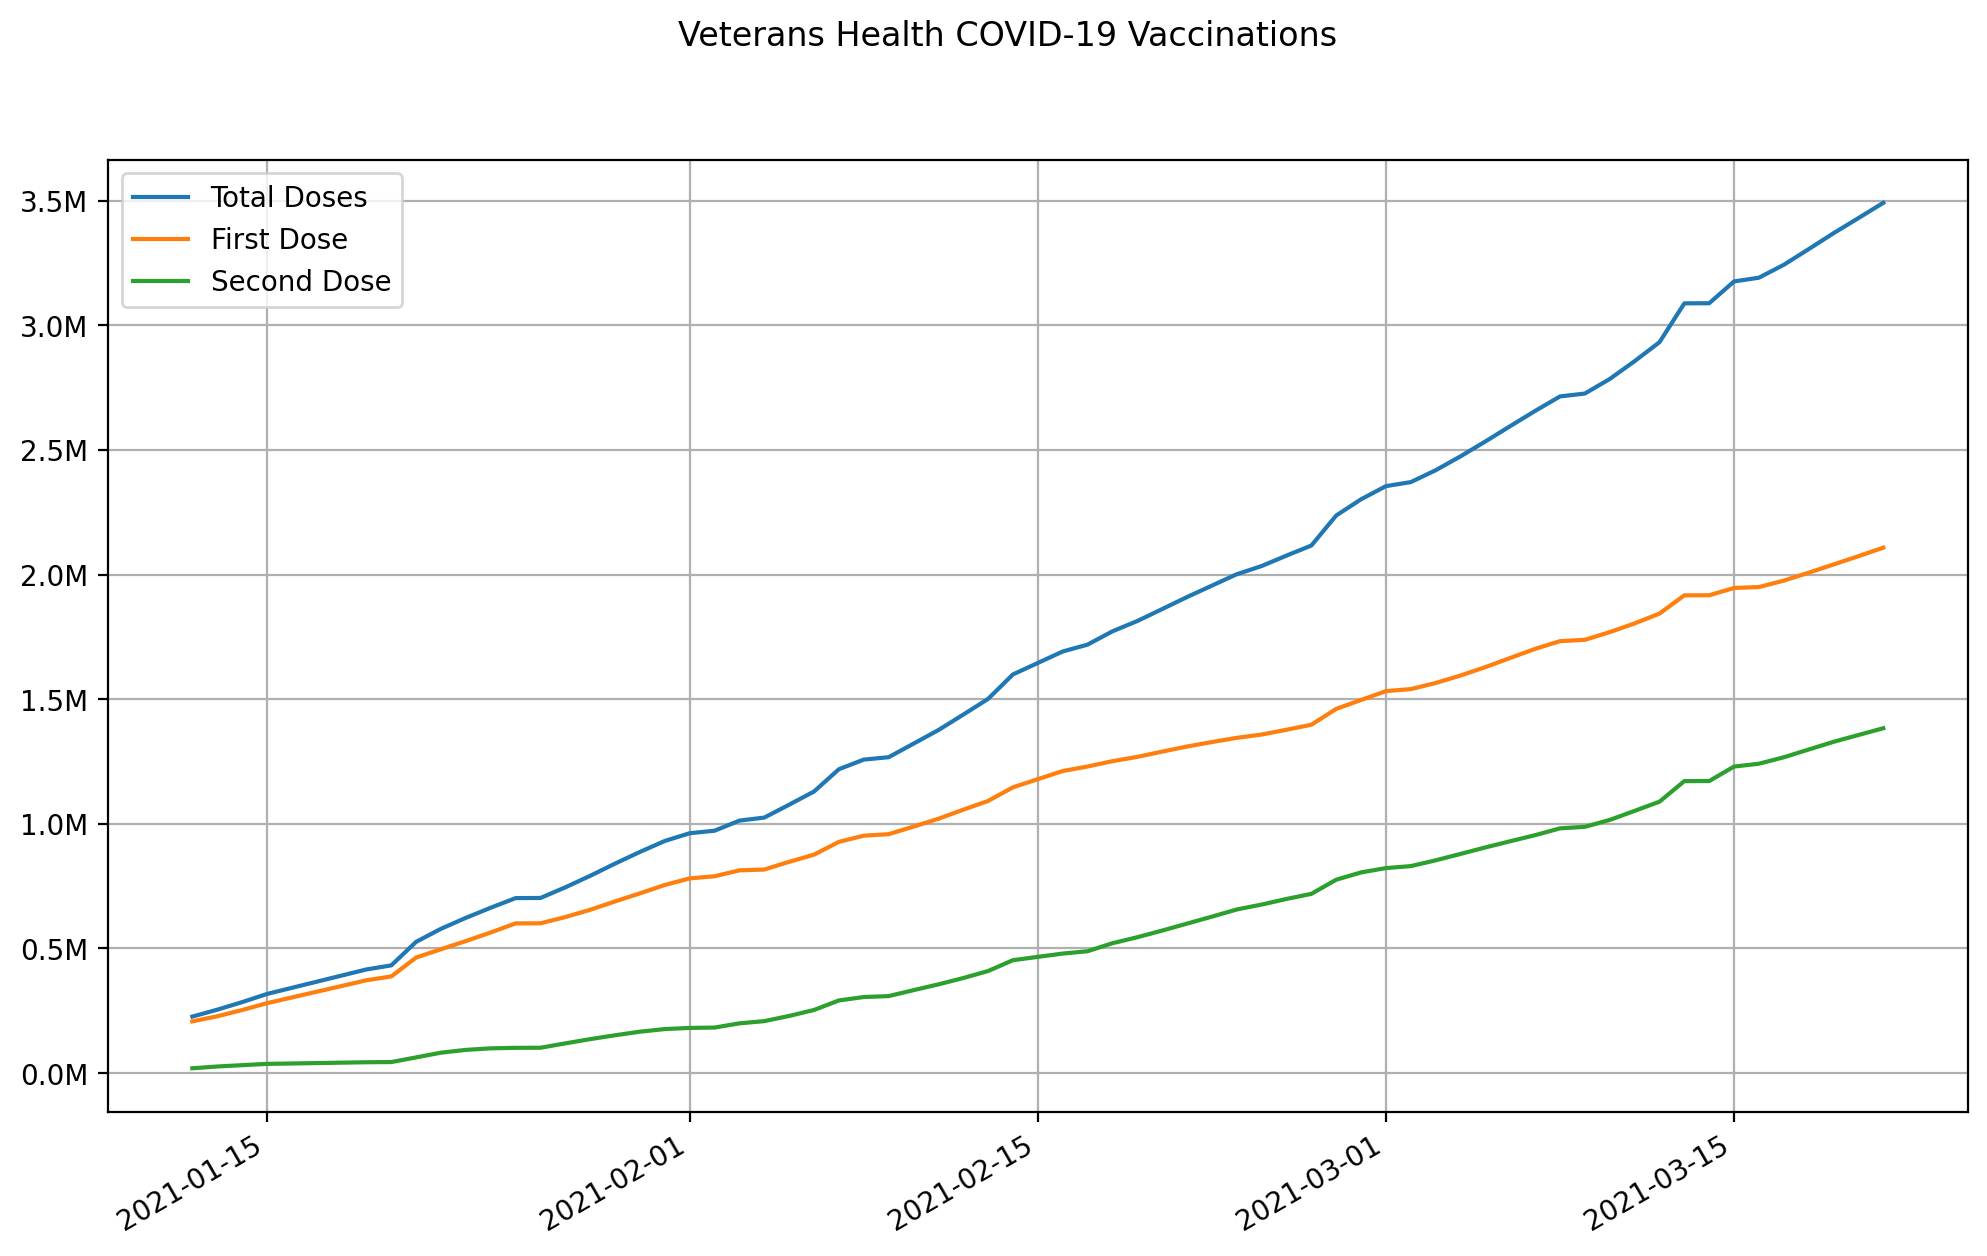 Veterans Health COVID-19 Vaccinations
Total Doses
First Dose
Second Dose
3.5M
3.0M
2.5M
2.0M
1.5M
1.0M
0.5M
0.0M
2021-01-15
2021-02-01
2021-02-15
2021-03-01
2021-03-15